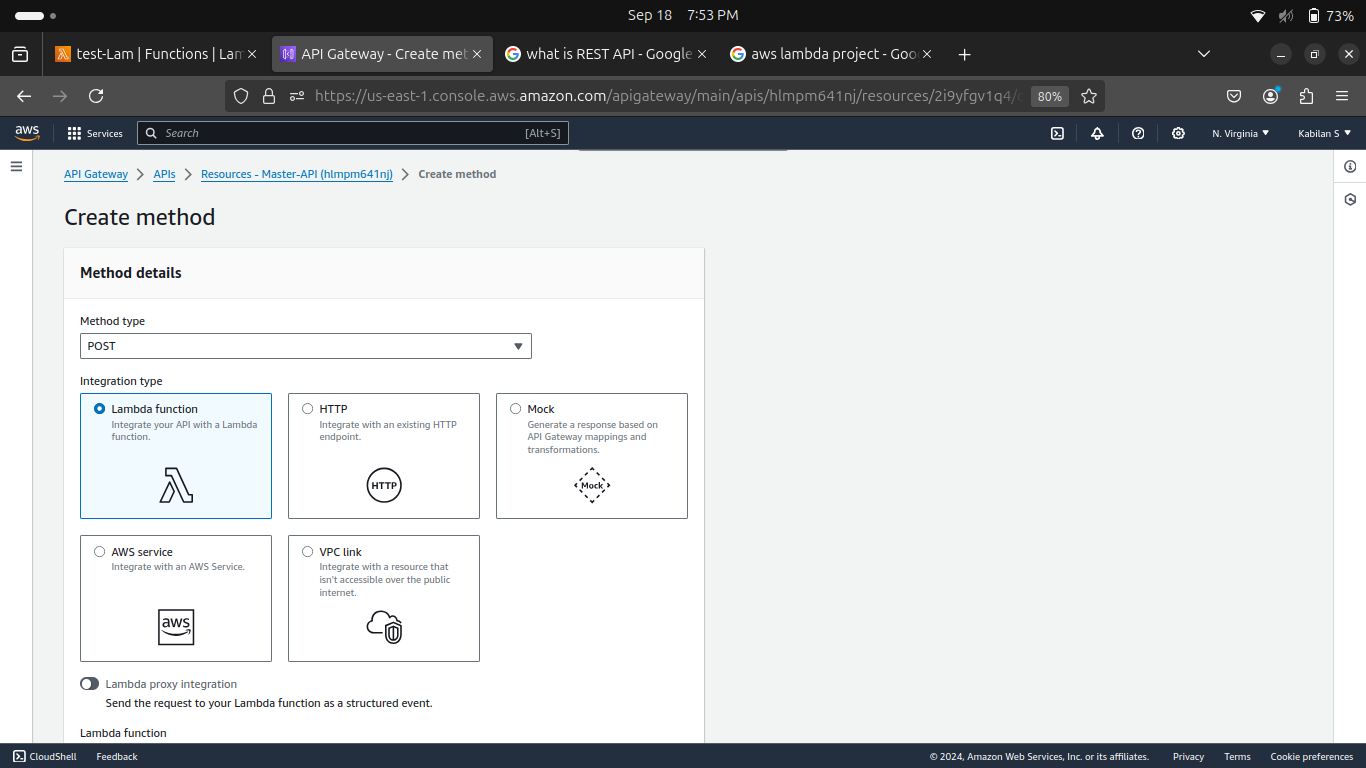 Sep 18 7:53 PM
73%
test-Lam | Functions | Lam
API Gateway - Create met
what is REST API - Google
aws lambda project - Goo
https://us-east-1.console.aws.amazon.com/apigateway/main/apis/hlmpm641nj/resources/2i9yfgv1q4/
80%
aws
Services
Search
[Alt+S]
N. Virginia
Kabilan S
API Gateway
APIs
Resources - Master-API (hlmpm641nj)
Create method
Create method
Method details
Method type
POST
Integration type
Lambda function
Integrate your API with a Lambda
function.
HTTP
Integrate with an existing HTTP
endpoint.
HTTP
Mock
Generate a response based on
API Gateway mappings and
transformations.
Mock
AWS service
Integrate with an AWS Service.
aws
VPC link
Integrate with a resource that
isn't accessible over the public
internet.
Lambda proxy integration
Send the request to your Lambda function as a structured event.
Lambda function
CloudShell
Feedback
© 2024, Amazon Web Services, Inc. or its affiliates.
Privacy
Terms
Cookie preferences